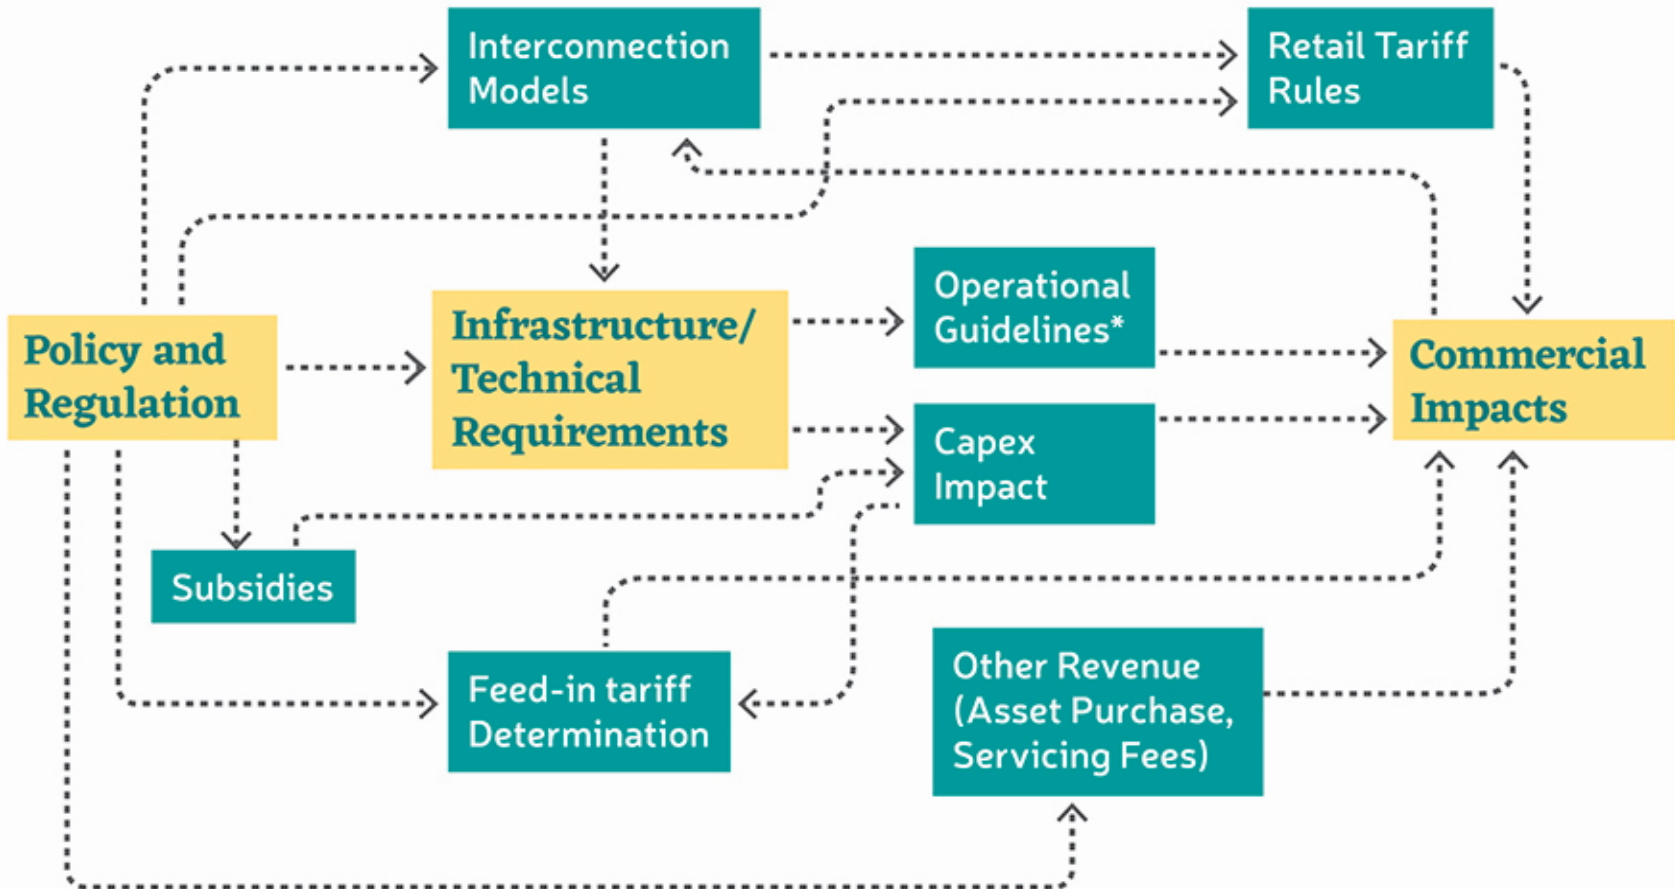 Interconnection
Models
Retail Tariff
Rules
Policy and
Regulation
Infrastructure/
Technical
Requirements
Operational
Guidelines*
Capex
Impact
Commercial
Impacts
Subsidies
Feed-in tariff
Determination
Other Revenue
(Asset Purchase,
Servicing Fees)